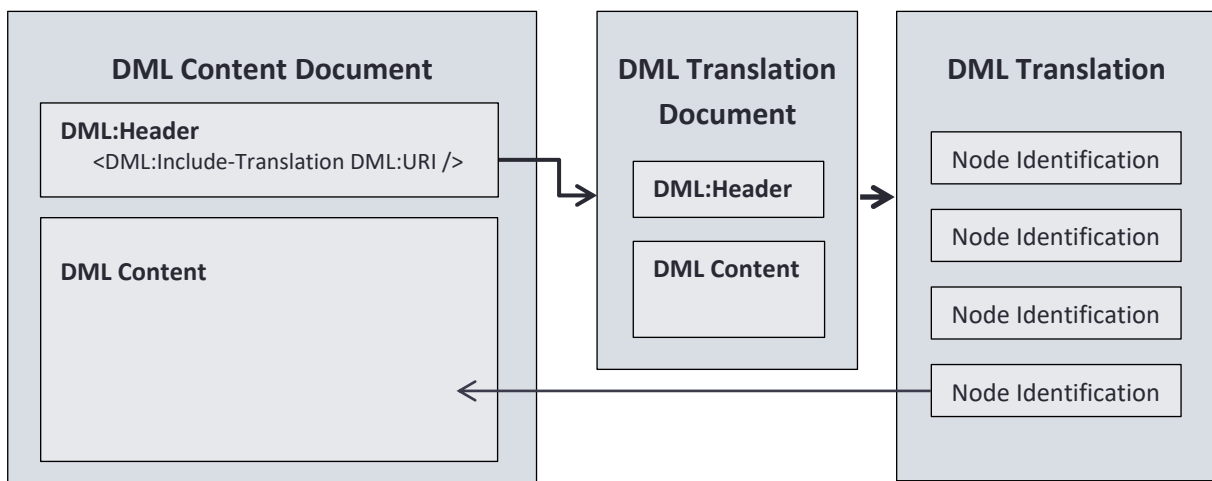 DML Content Document
DML:Header
<DML:Include-Translation DML:URI />
DML Content
DML Translation
Document
DML:Header
DML Content
DML Translation
Node Identification
Node Identification
Node Identification
Node Identification